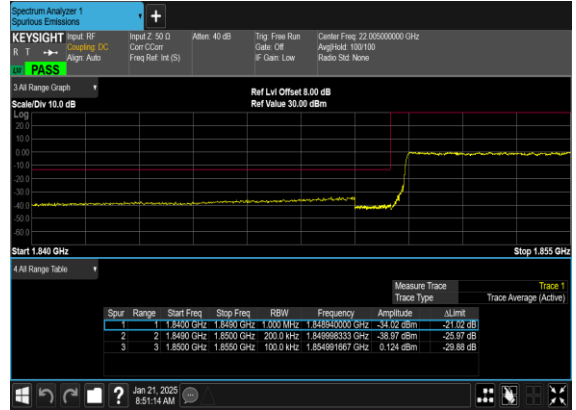 Spectrum Analyzer 1
Spurious Emissions
+
KEYSIGHT Input: RF Input Z: 50 Ω Atten: 40 dB Trig: Free Run Center Freq: 22.005000000 GHz
R T Coupling: DC Corr CCorr Gate: Off Avg|Hold: 100/100
Align: Auto Freq Ref: Int (S) IF Gain: Low Radio Std: None
PASS
3 All Range Graph
Ref Lvl Offset 8.00 dB
Scale/Div 10.0 dB Ref Value 30.00 dBm
Log
20.0
10.0
0.00
-10.0
-20.0
-30.0
-40.0
-50.0
-60.0
Start 1.840 GHz Stop 1.855 GHz
4 All Range Table
Measure Trace Trace 1
Trace Type Trace Average (Active)
Spur Range Start Freq Stop Freq RBW Frequency Amplitude ΔLimit
1 1 1.8400 GHz 1.8490 GHz 1.000 MHz 1.848940000 GHz -34.02 dBm -21.02 dB
2 2 1.8490 GHz 1.8500 GHz 200.0 kHz 1.849998333 GHz -38.97 dBm -25.97 dB
3 3 1.8500 GHz 1.8550 GHz 100.0 kHz 1.854991667 GHz 0.124 dBm -29.88 dB
? Jan 21, 2025
8:51:14 AM